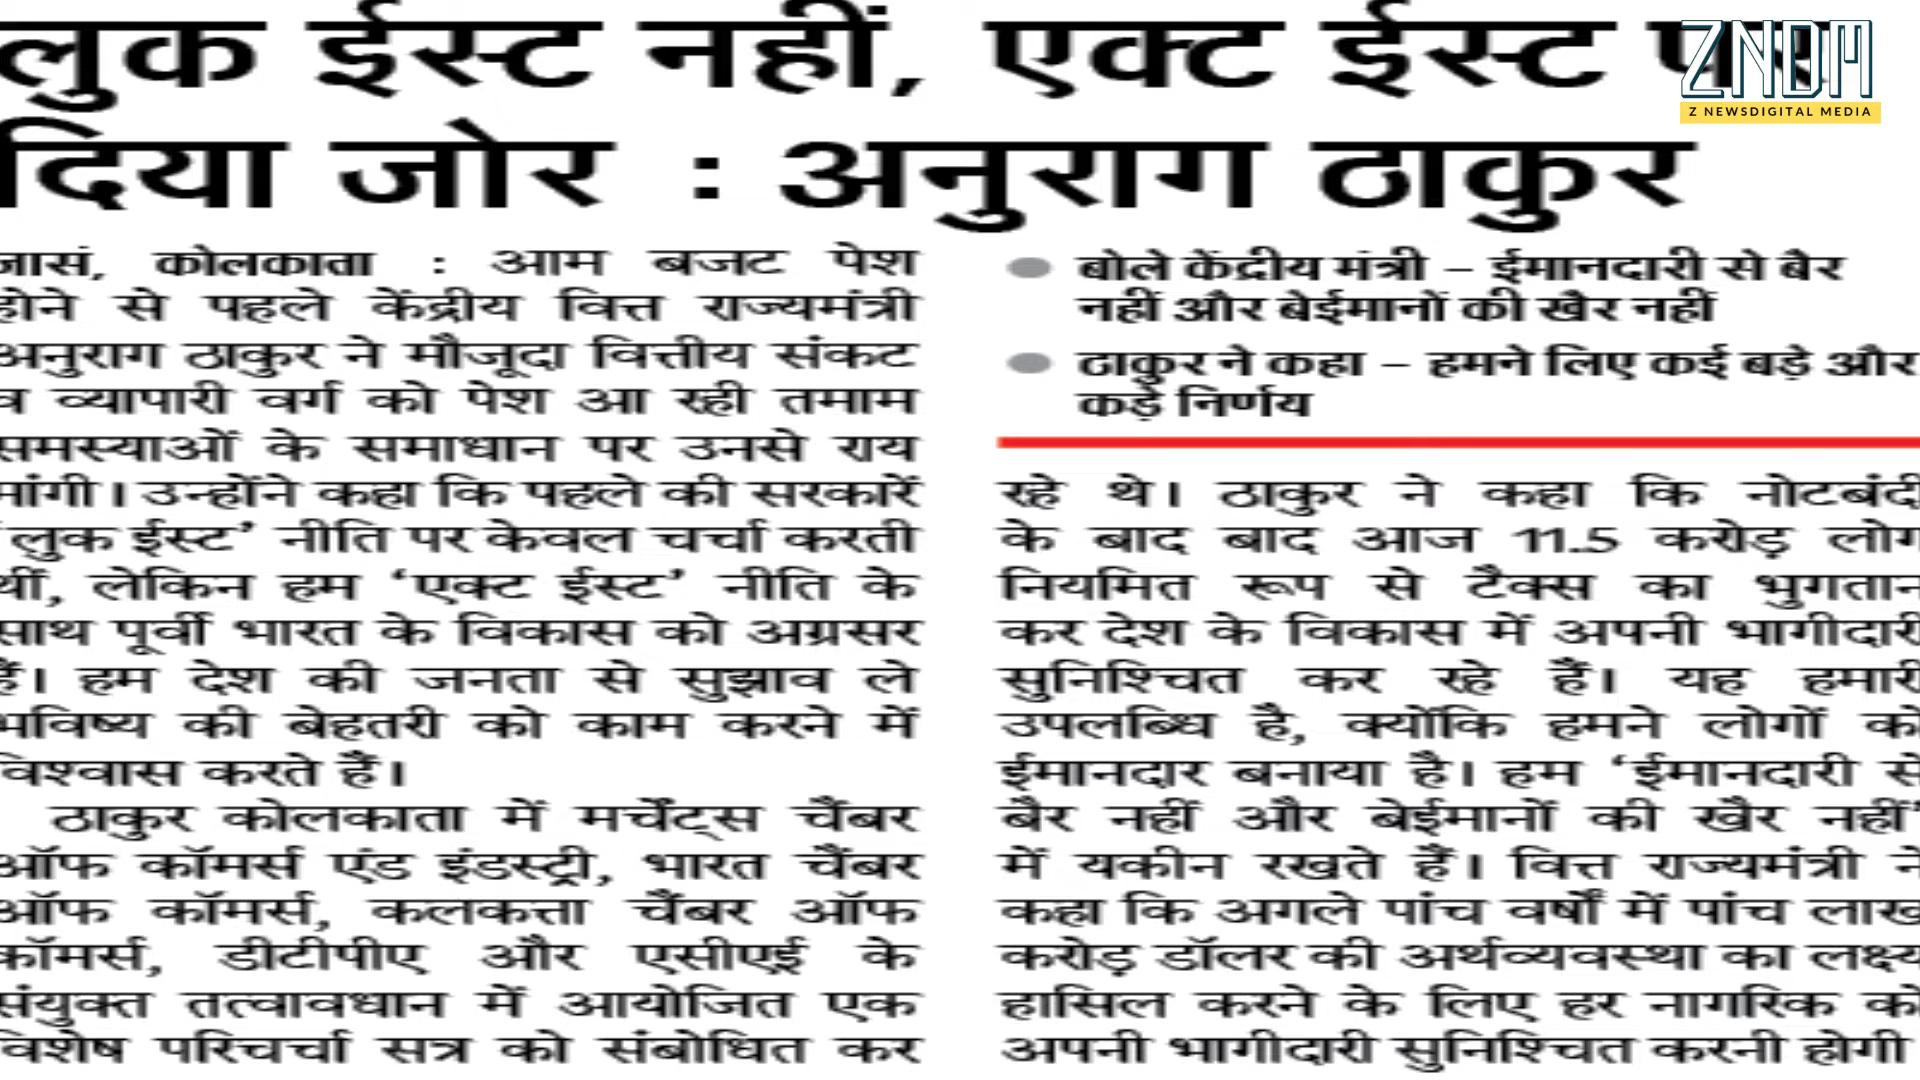 लुक ईस्ट नहीं, एक्ट ईस्ट पर
दिया जोर : अनुराग ठाकुर
ZNDM
Z NEWSDIGITAL MEDIA
जासं, कोलकाता : आम बजट पेश
होने से पहले केंद्रीय वित्त राज्यमंत्री
अनुराग ठाकुर ने मौजूदा वित्तीय संकट
व व्यापारी वर्ग को पेश आ रही तमाम
समस्याओं के समाधान पर उनसे राय
मांगी। उन्होंने कहा कि पहले की सरकारें
'लुक ईस्ट' नीति पर केवल चर्चा करती
थीं, लेकिन हम 'एक्ट ईस्ट' नीति के
साथ पूर्वी भारत के विकास को अग्रसर
हैं। हम देश की जनता से सुझाव ले
भविष्य की बेहतरी को काम करने में
विश्वास करते हैं।
ठाकुर कोलकाता में मर्चेंट्स चैंबर
ऑफ कॉमर्स एंड इंडस्ट्री, भारत चैंबर
ऑफ कॉमर्स, कलकत्ता चैंबर ऑफ
कॉमर्स, डीटीपीए और एसीएई के
संयुक्त तत्वावधान में आयोजित एक
विशेष परिचर्चा सत्र को संबोधित कर
बोले केंद्रीय मंत्री – ईमानदारी से बैर
नहीं और बेईमानों की खैर नहीं
ठाकुर ने कहा – हमने लिए कई बड़े और
कड़े निर्णय
रहे थे। ठाकुर ने कहा कि नोटबंदी
के बाद बाद आज 11.5 करोड़ लोग
नियमित रूप से टैक्स का भुगतान
कर देश के विकास में अपनी भागीदारी
सुनिश्चित कर रहे हैं। यह हमारी
उपलब्धि है, क्योंकि हमने लोगों को
ईमानदार बनाया है। हम 'ईमानदारी से
बैर नहीं और बेईमानों की खैर नहीं'
में यकीन रखते हैं। वित्त राज्यमंत्री ने
कहा कि अगले पांच वर्षों में पांच लाख
करोड़ डॉलर की अर्थव्यवस्था का लक्ष्य
हासिल करने के लिए हर नागरिक को
अपनी भागीदारी सुनिश्चित करनी होगी